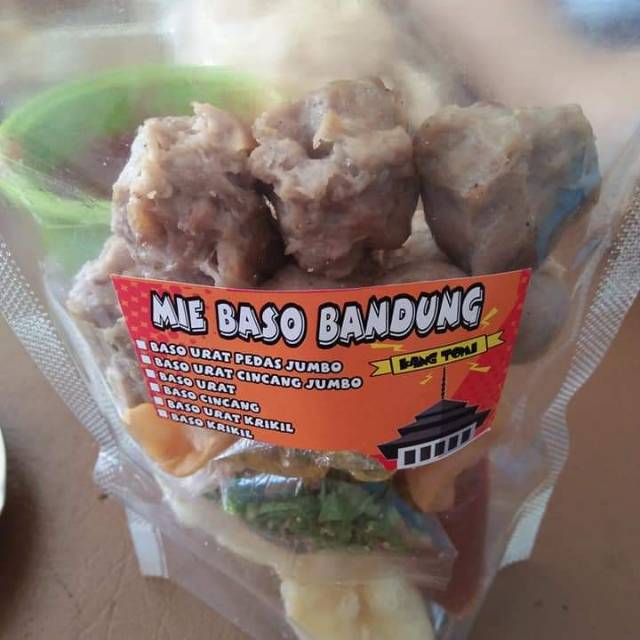 MIE BASO BANDUNG
KANG TOMI
BASO URAT PEDAS JUMBO
BASO URAT CINCANG JUMBO
BASO URAT
BASO CINCANG
BASO URAT KRIKIL
BASO KRIKIL